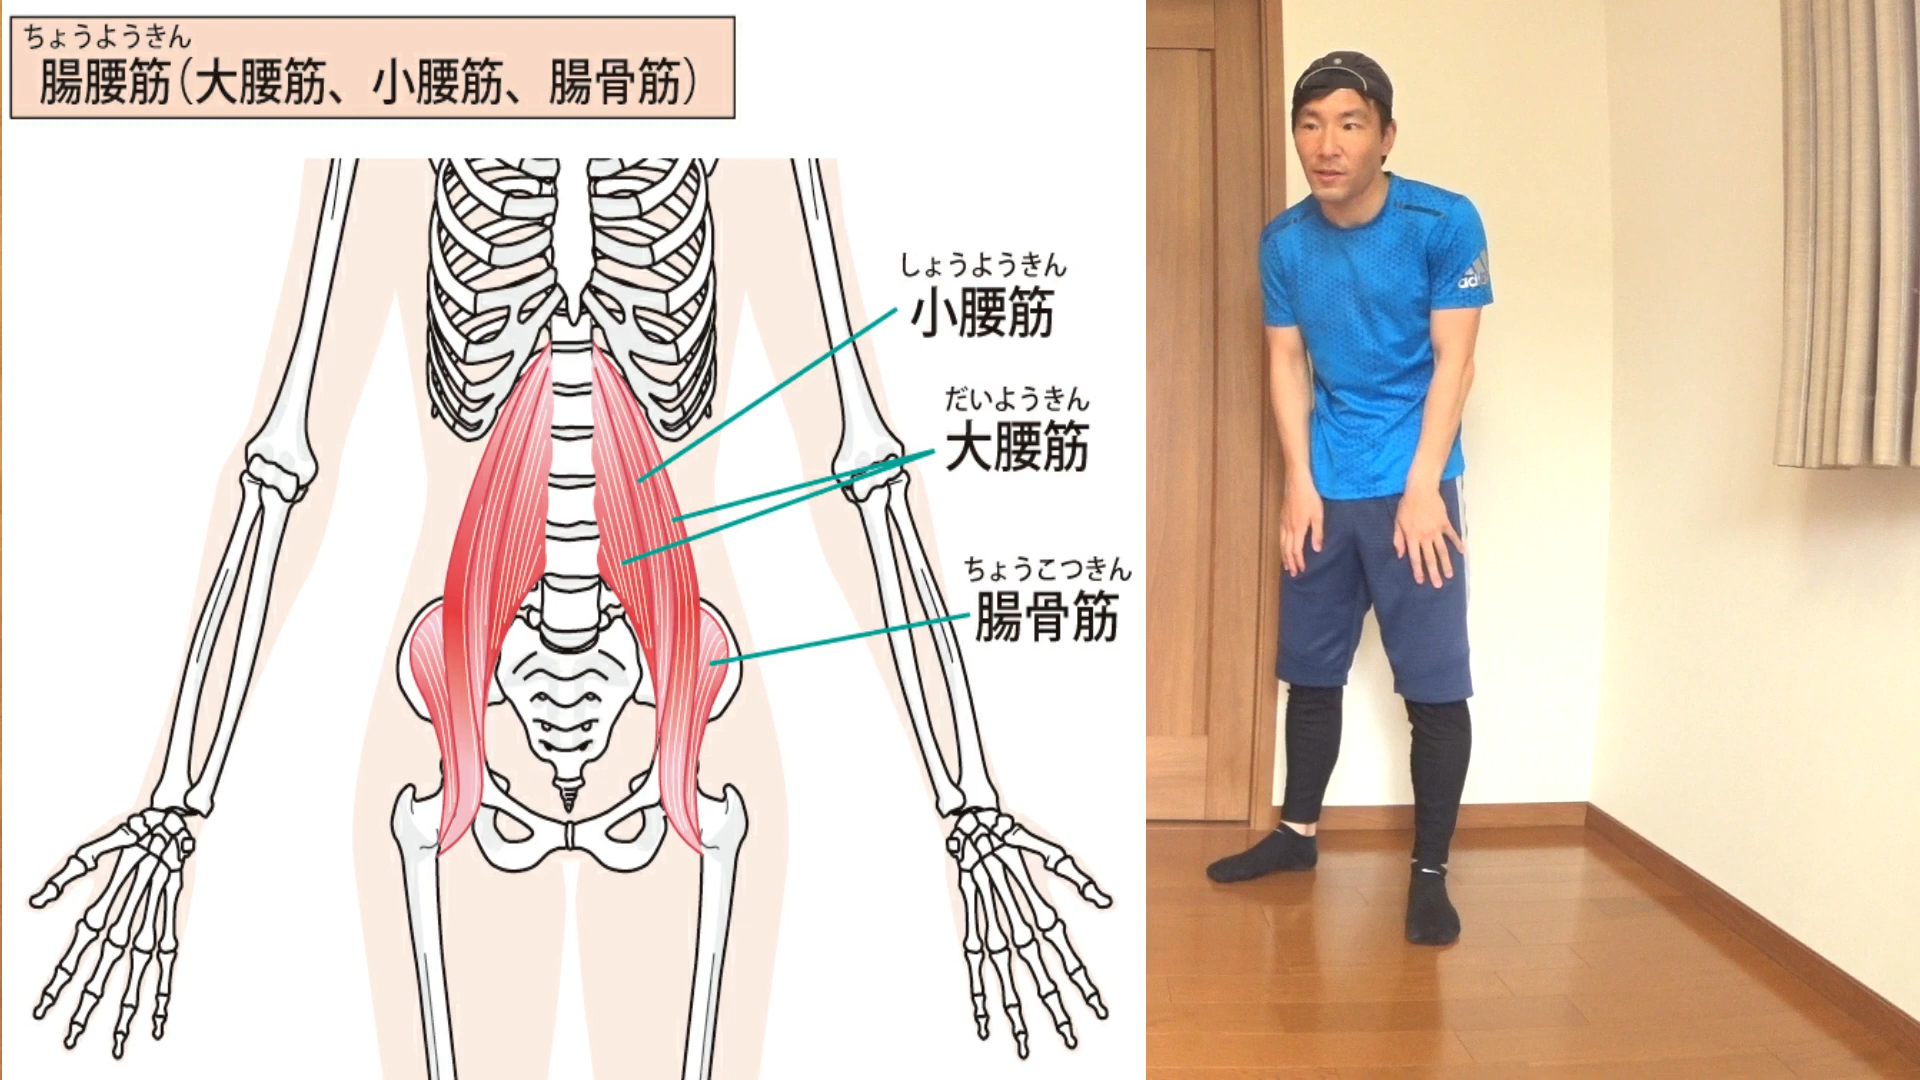 ちょうようきん
腸腰筋（大腰筋、小腰筋、腸骨筋）
しょうようきん
小腰筋
だいようきん
大腰筋
ちょうこつきん
腸骨筋